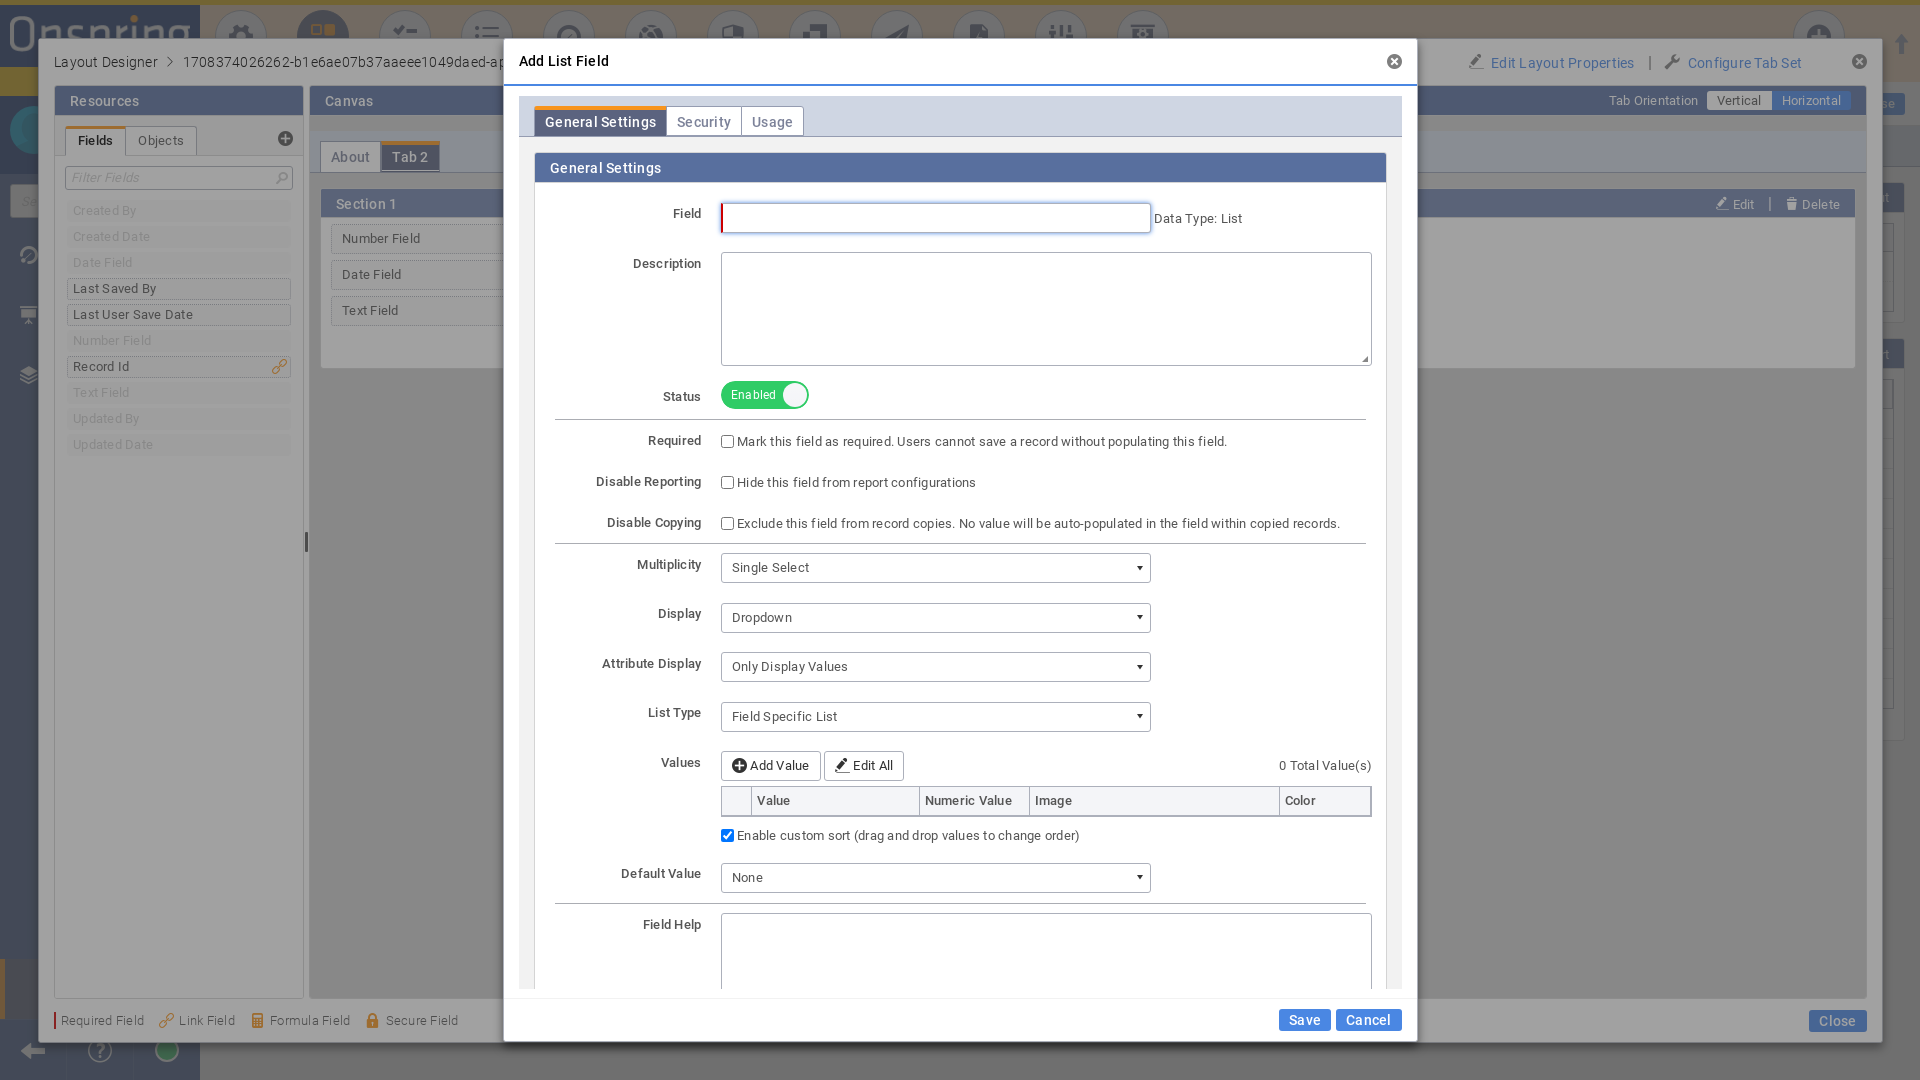 Onspring
Layout Designer > 1708374026262-b1e6ae07b37aaeee1049daed-ap
Edit Layout Properties | Configure Tab Set
Resources
Canvas
Tab Orientation Vertical Horizontal
Fields Objects
Filter Fields
Created By
Created Date
Date Field
Last Saved By
Last User Save Date
Number Field
Record Id
Text Field
Updated By
Updated Date
About Tab 2
Section 1
Edit | Delete
Number Field
Date Field
Text Field
Add List Field
General Settings Security Usage
General Settings
Field Data Type: List
Description
Status Enabled
Required Mark this field as required. Users cannot save a record without populating this field.
Disable Reporting Hide this field from report configurations
Disable Copying Exclude this field from record copies. No value will be auto-populated in the field within copied records.
Multiplicity Single Select
Display Dropdown
Attribute Display Only Display Values
List Type Field Specific List
Values Add Value Edit All 0 Total Value(s)
Value Numeric Value Image Color
Enable custom sort (drag and drop values to change order)
Default Value None
Field Help
Save Cancel
Required Field Link Field Formula Field Secure Field
Close